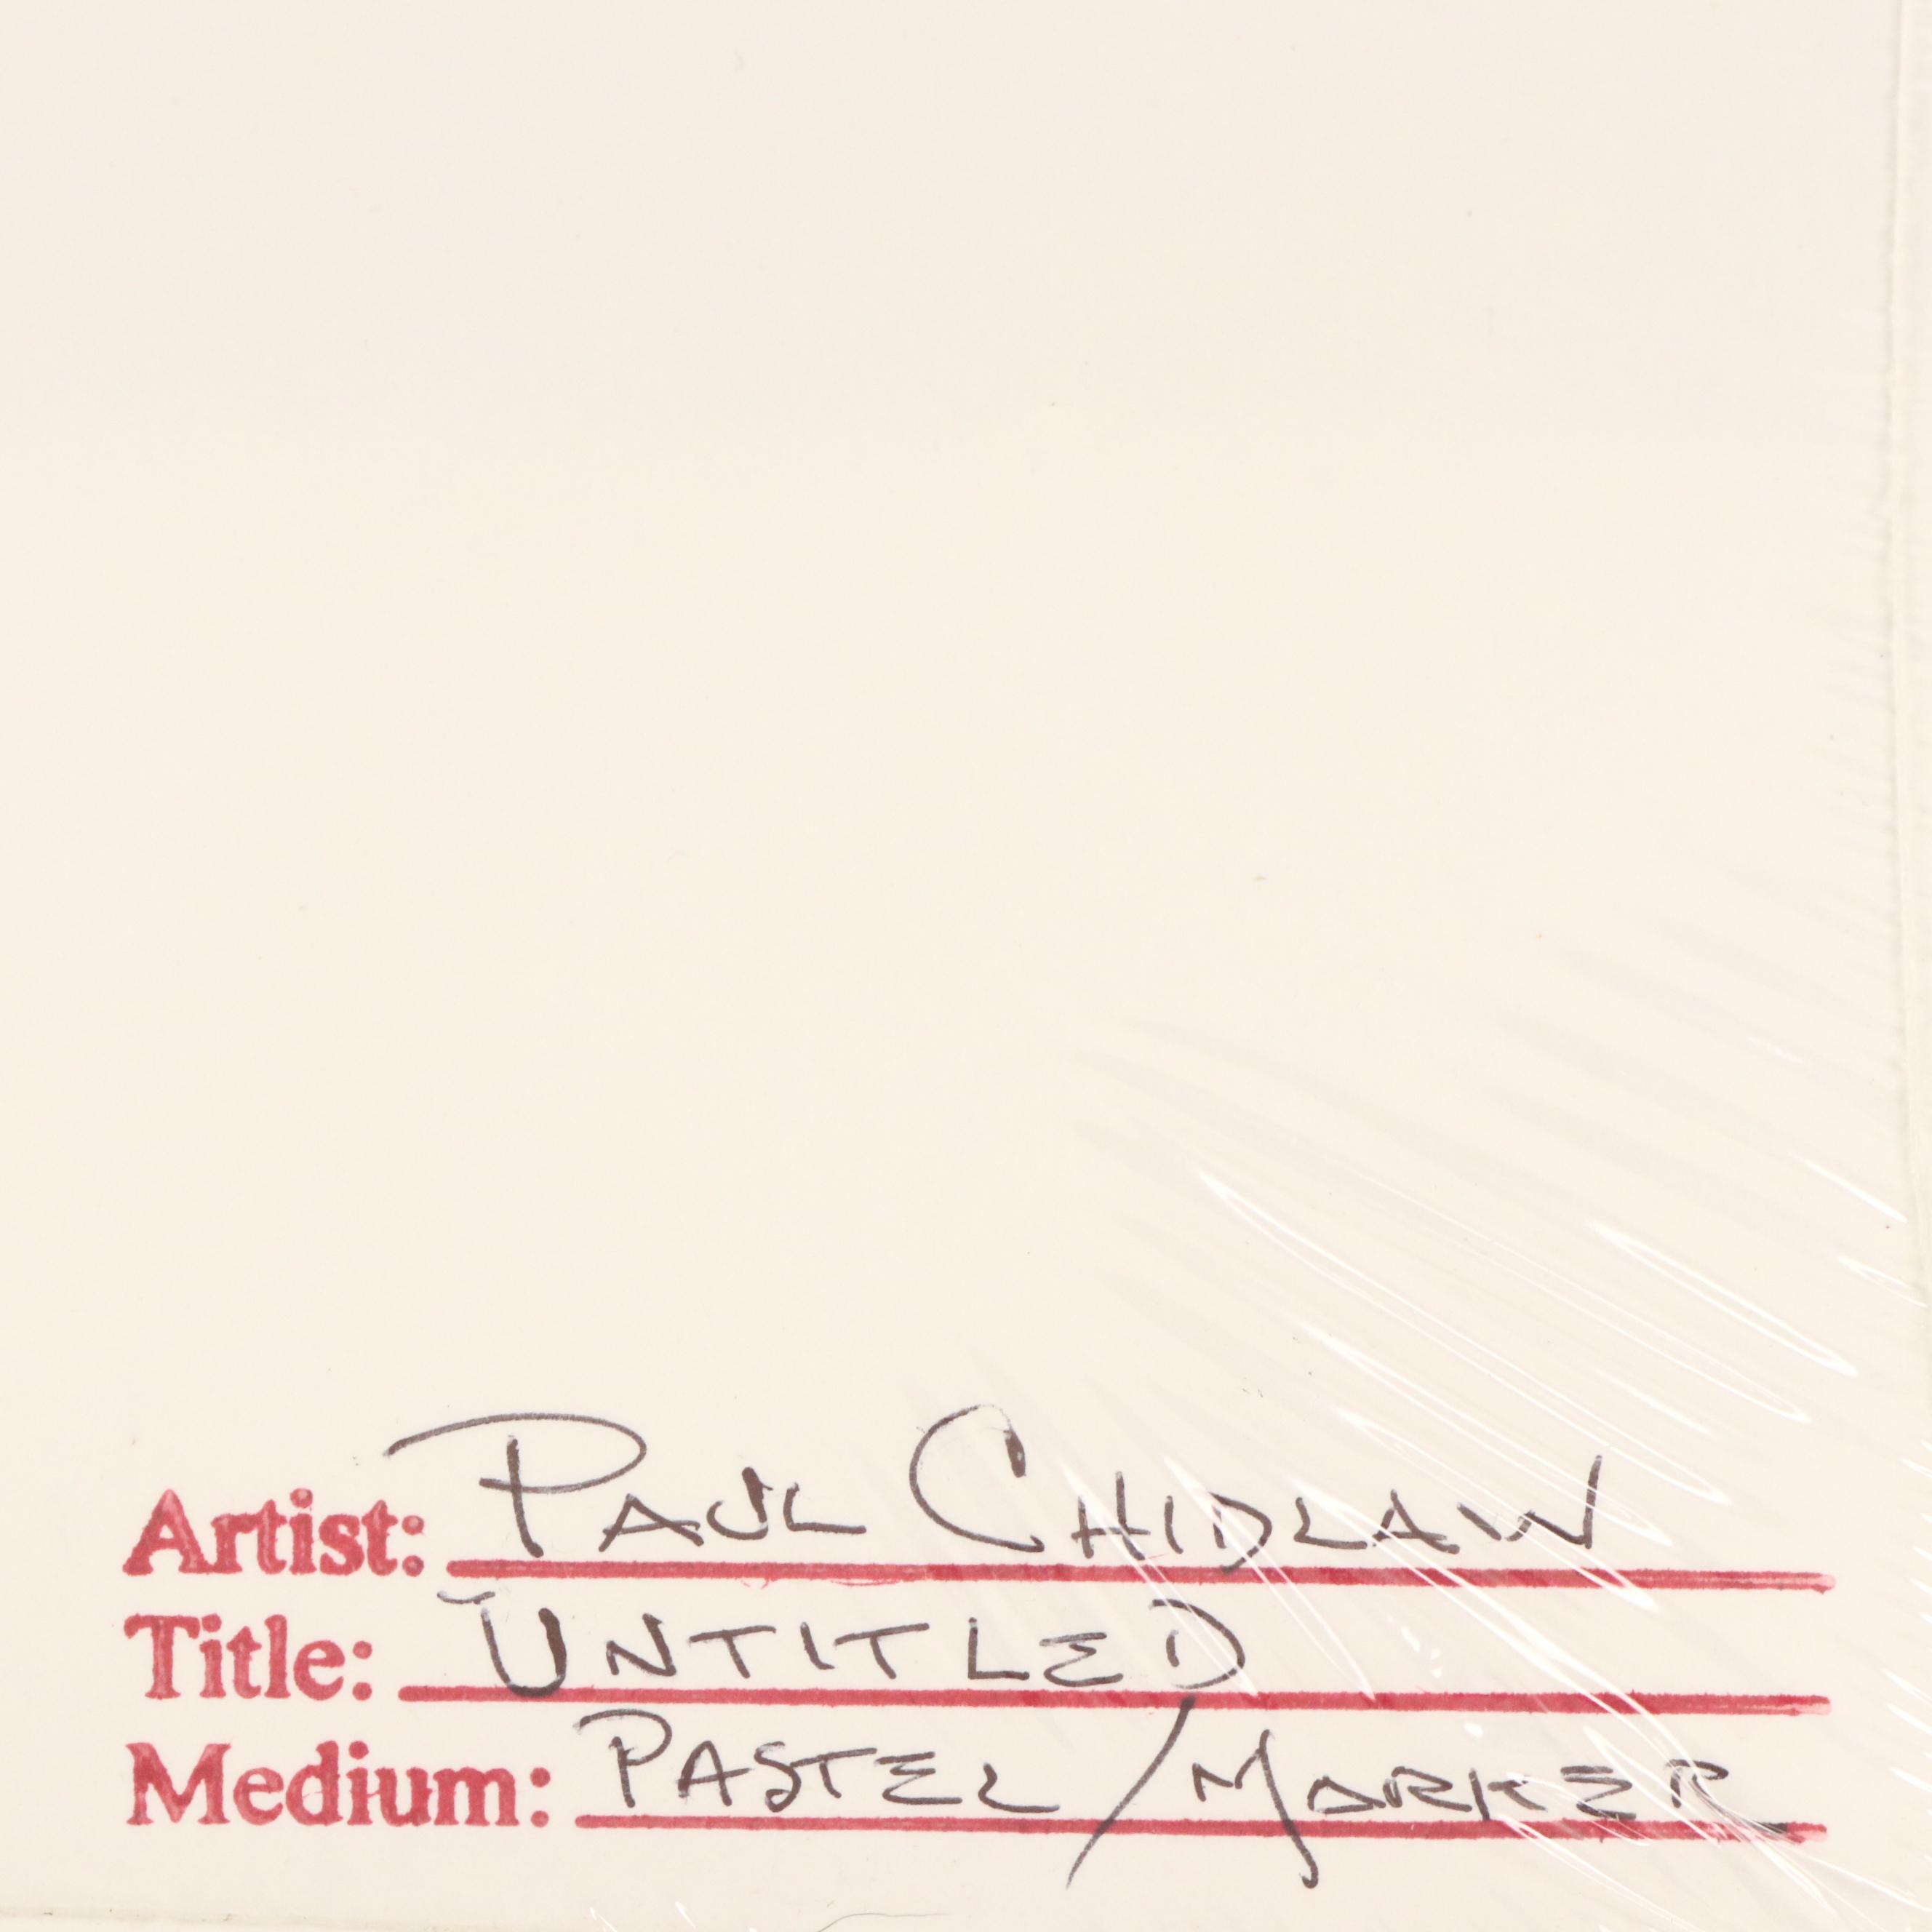 Artist: PAUL CHIDLAW
Title: UNTITLED
Medium: PASTEL/MARKER